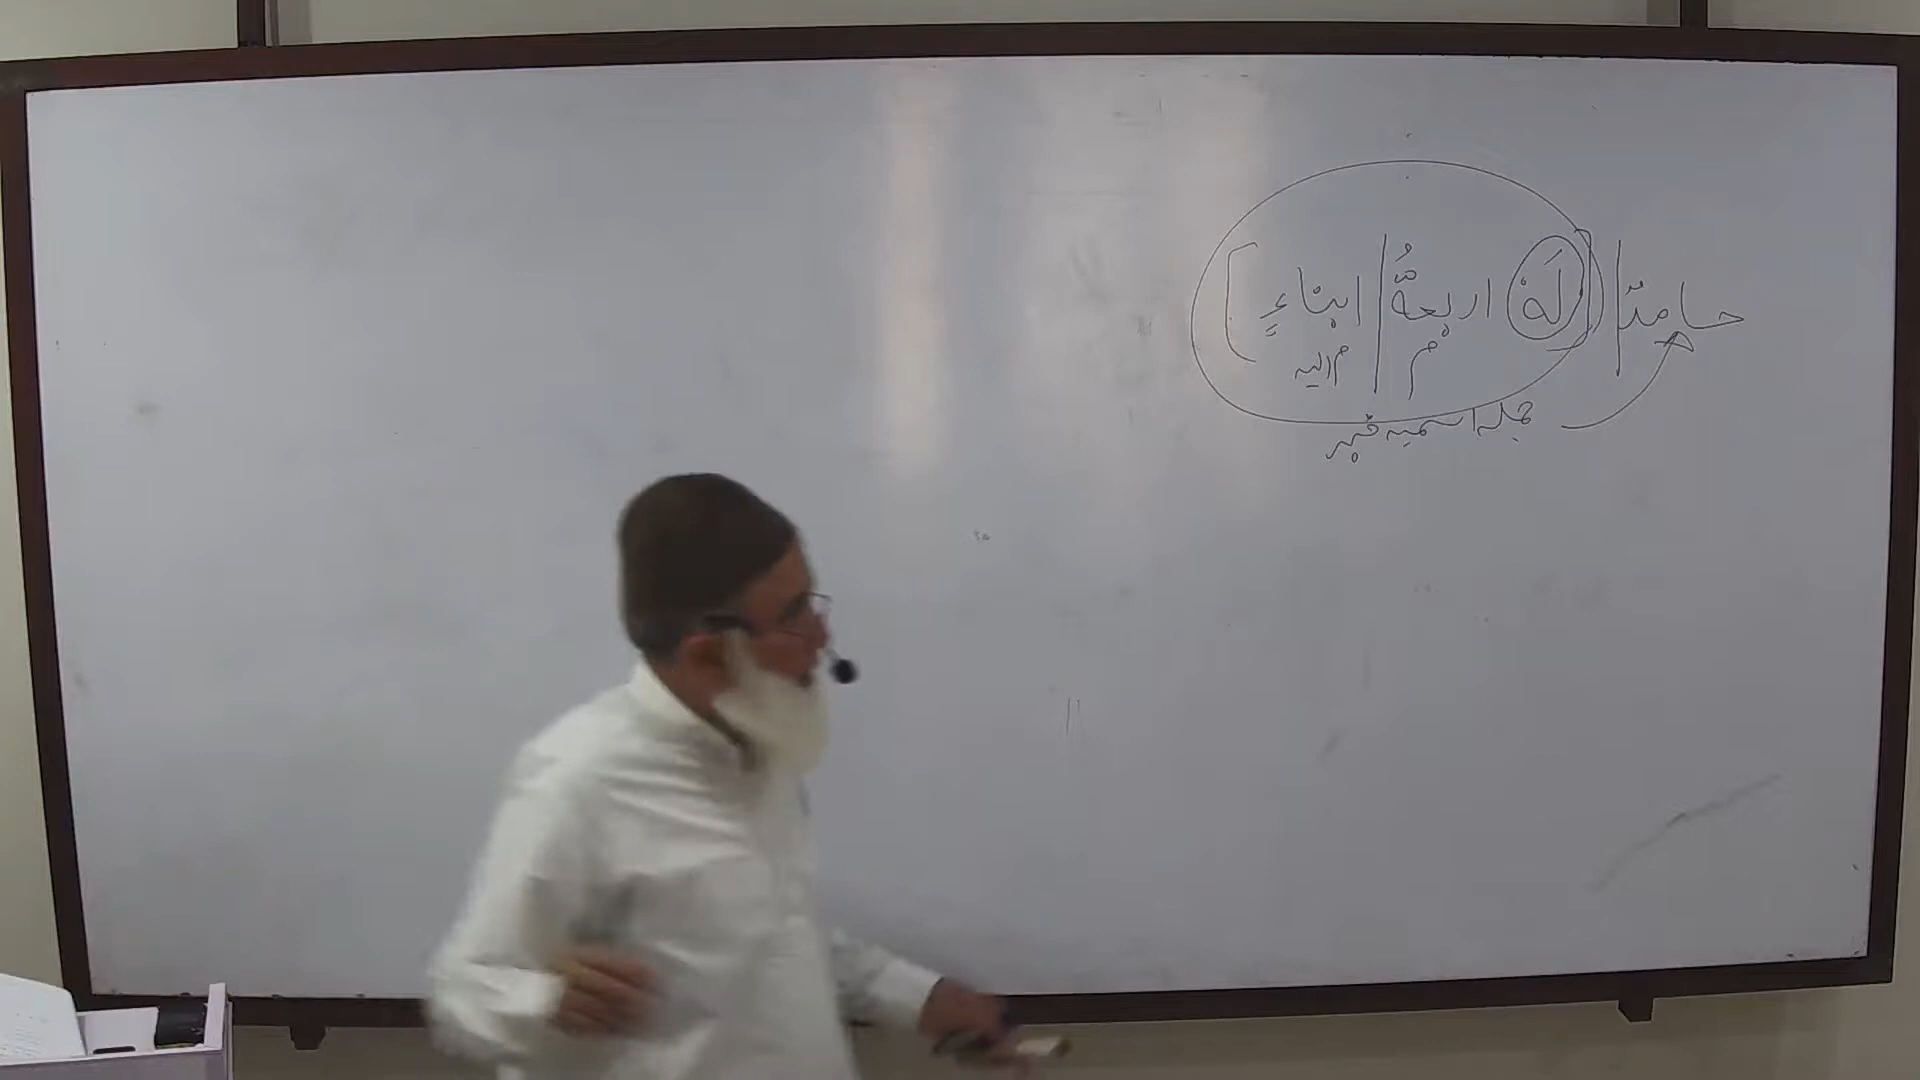 حامدٌ | [لَهٗ اربعةُ | ابناءٍ]
م م الیہ
جملہ اسمیہ خبر